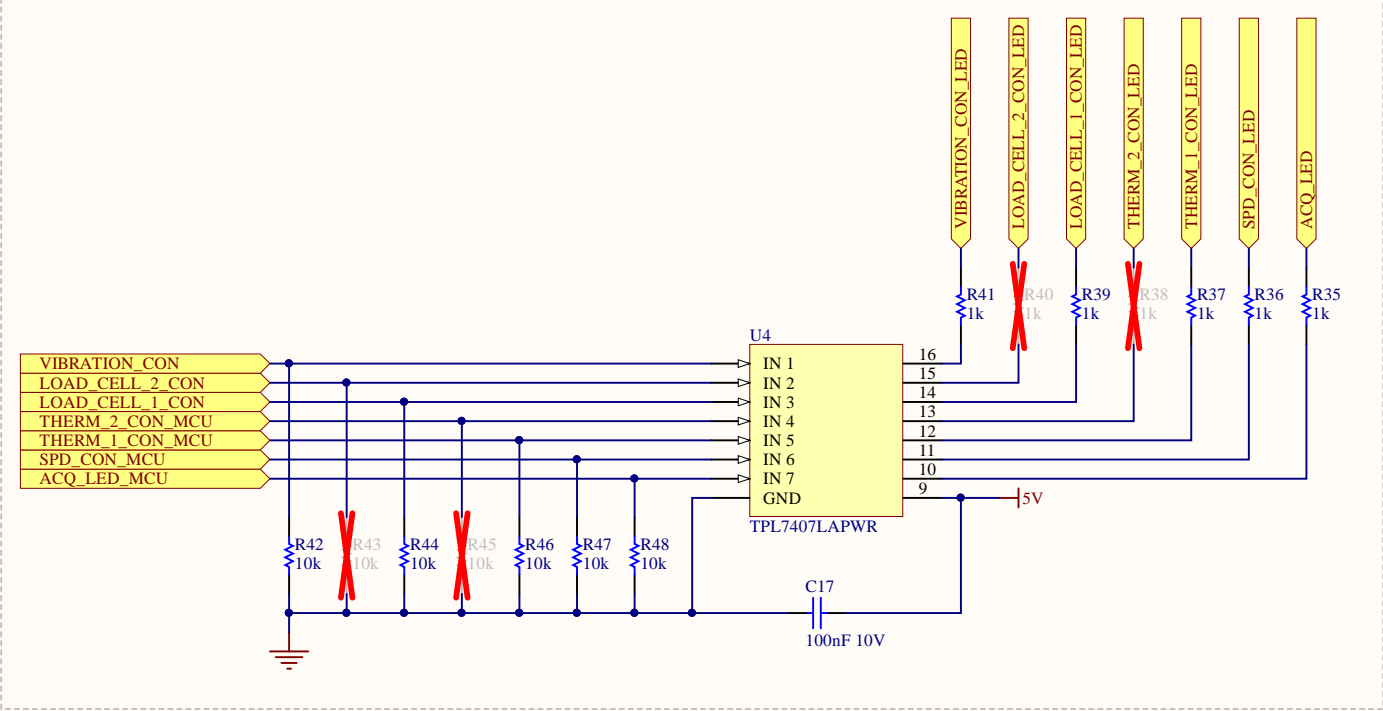 VIBRATION_CON_LED
LOAD_CELL_2_CON_LED
LOAD_CELL_1_CON_LED
THERM_2_CON_LED
THERM_1_CON_LED
SPD_CON_LED
ACQ_LED
R41
1k
R40
1k
R39
1k
R38
1k
R37
1k
R36
1k
R35
1k
U4
VIBRATION_CON
LOAD_CELL_2_CON
LOAD_CELL_1_CON
THERM_2_CON_MCU
THERM_1_CON_MCU
SPD_CON_MCU
ACQ_LED_MCU
IN 1
IN 2
IN 3
IN 4
IN 5
IN 6
IN 7
GND
16
15
14
13
12
11
10
9
5V
TPL7407LAPWR
R42
10k
R43
10k
R44
10k
R45
10k
R46
10k
R47
10k
R48
10k
C17
100nF 10V